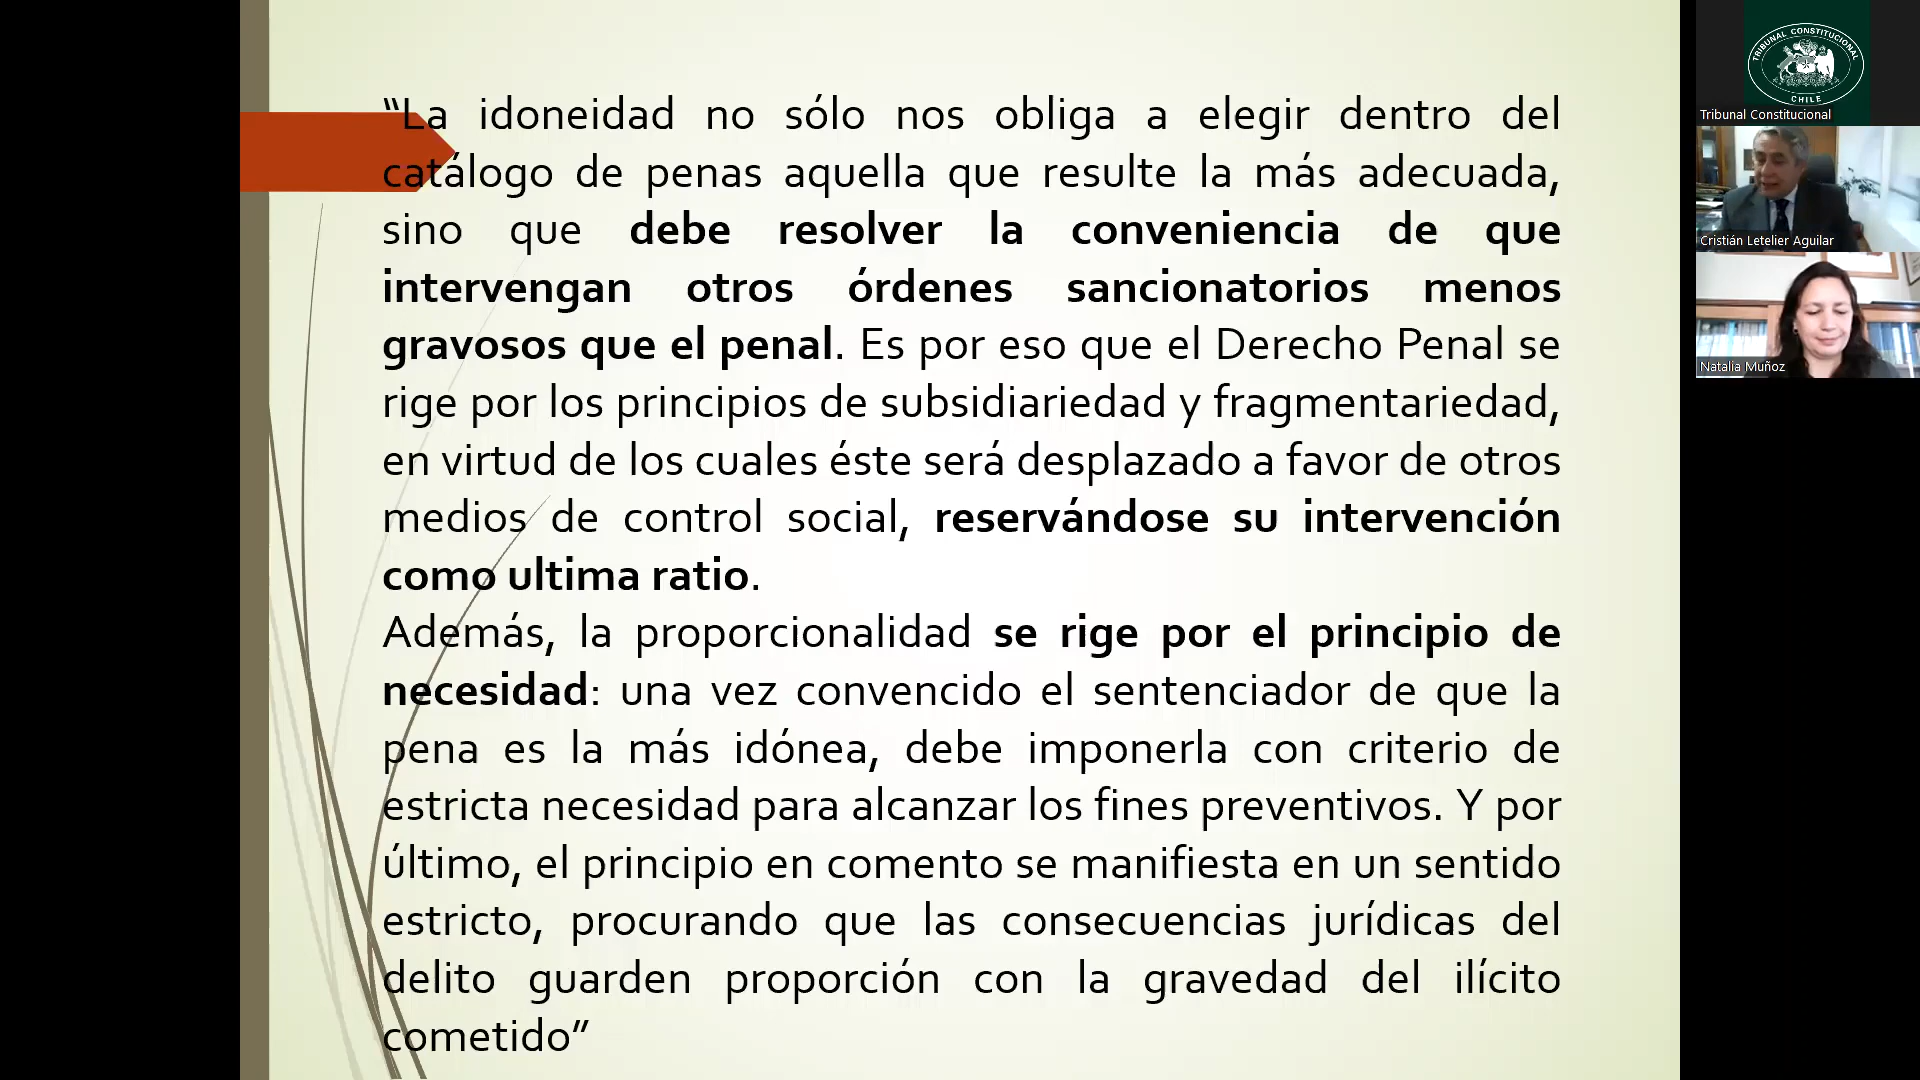 “La idoneidad no sólo nos obliga a elegir dentro del
catálogo de penas aquella que resulte la más adecuada,
sino que debe resolver la conveniencia de que
intervengan otros órdenes sancionatorios menos
gravosos que el penal. Es por eso que el Derecho Penal se
rige por los principios de subsidiariedad y fragmentariedad,
en virtud de los cuales éste será desplazado a favor de otros
medios de control social, reservándose su intervención
como ultima ratio.
Además, la proporcionalidad se rige por el principio de
necesidad: una vez convencido el sentenciador de que la
pena es la más idónea, debe imponerla con criterio de
estricta necesidad para alcanzar los fines preventivos. Y por
último, el principio en comento se manifiesta en un sentido
estricto, procurando que las consecuencias jurídicas del
delito guarden proporción con la gravedad del ilícito
cometido”
TRIBUNAL CONSTITUCIONAL
CHILE
Tribunal Constitucional
Cristián Letelier Aguilar
Natalia Muñoz